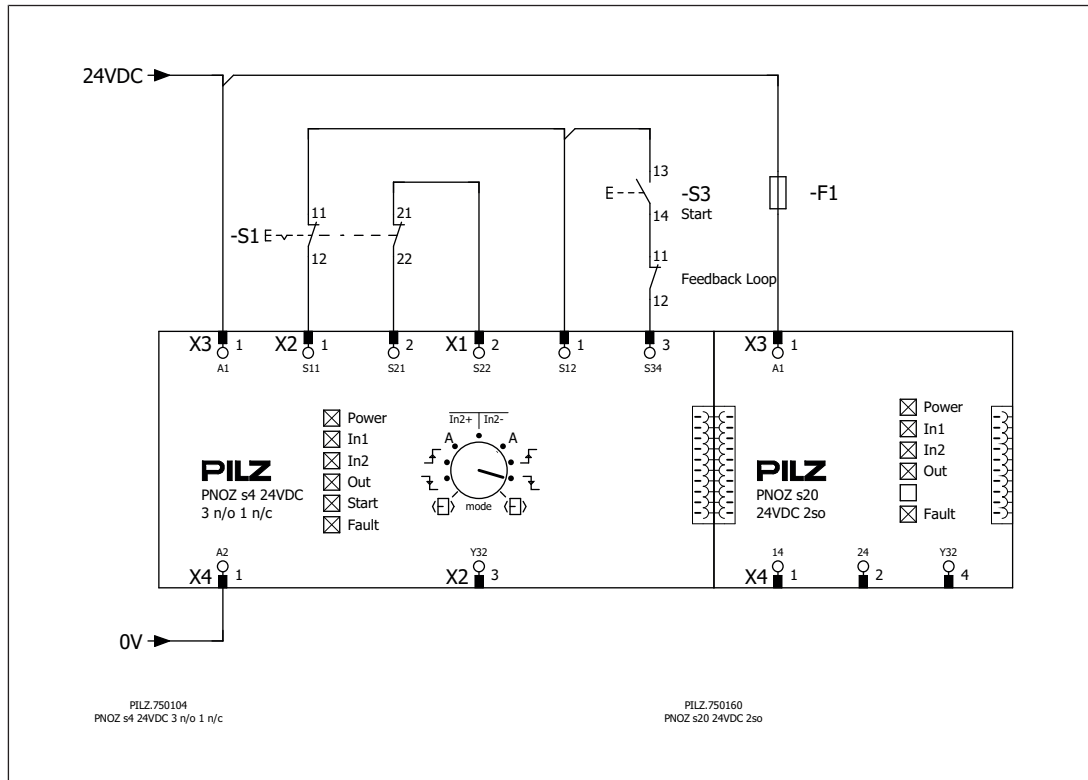 24VDC
13
-S3
Start
14
-F1
11
21
-S1
12
22
11
Feedback Loop
12
X3 1
X2 1
2
X1 2
1
3
X3 1
A1
S11
S21
S22
S12
S34
A1
In2+ In2-
A A
mode
Power
In1
In2
Out
Start
Fault
PILZ
PNOZ s4 24VDC
3 n/o 1 n/c
Power
In1
In2
Out
Fault
PILZ
PNOZ s20
24VDC 2so
A2
Y32
14
24
Y32
X4 1
X2 3
X4 1
2
4
0V
PILZ.750104
PNOZ s4 24VDC 3 n/o 1 n/c
PILZ.750160
PNOZ s20 24VDC 2so